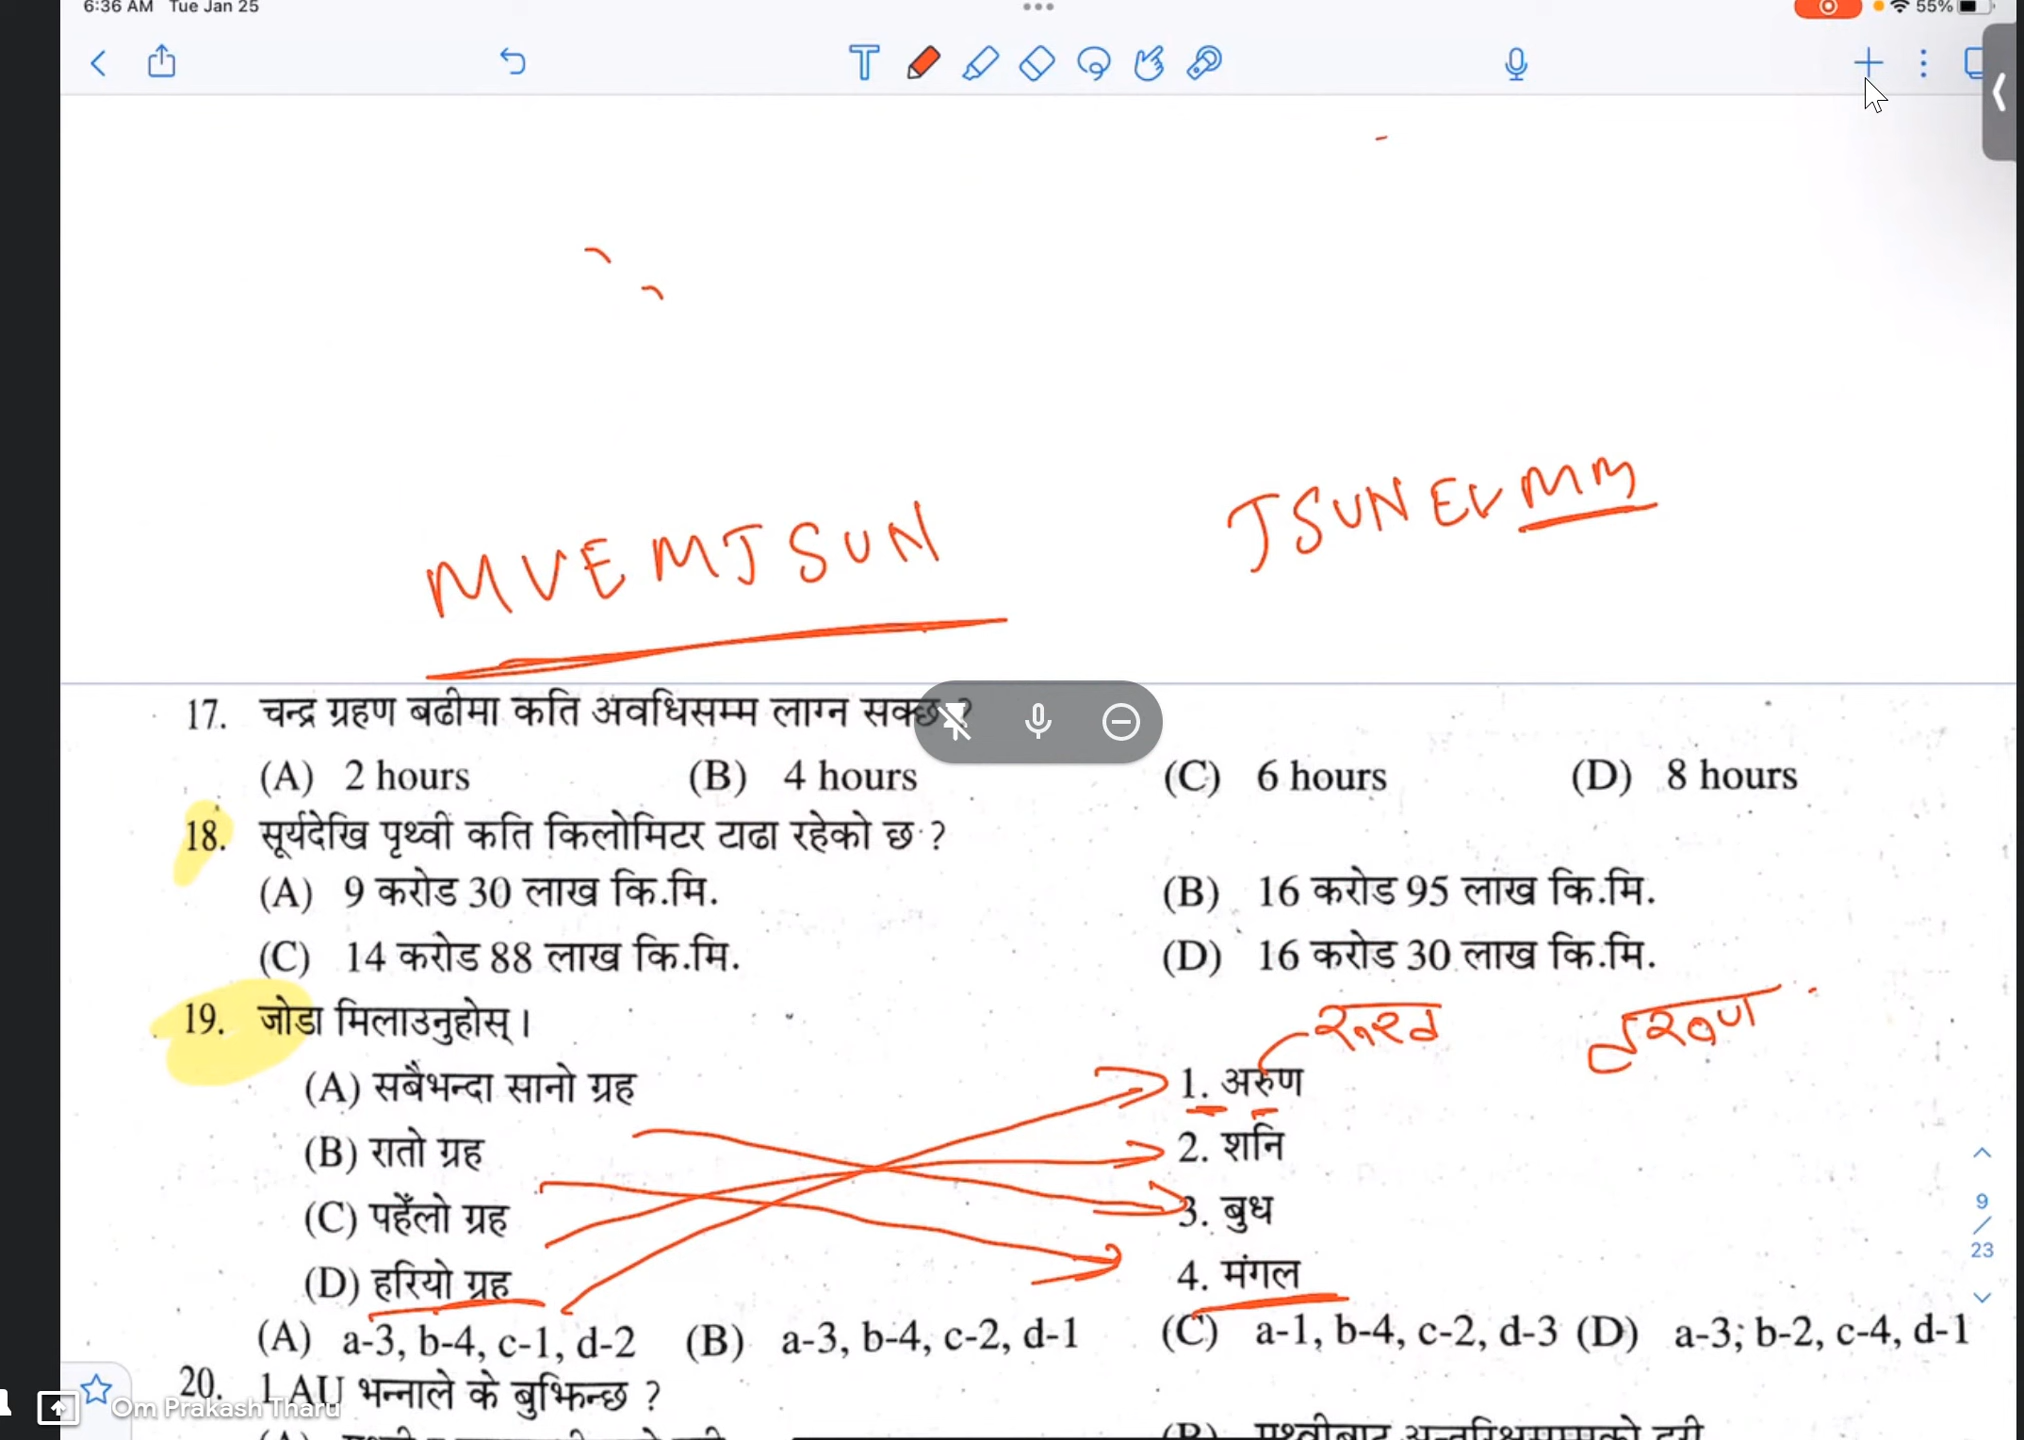 6:36 AM Tue Jan 25
55%
MVEMJSUN
JSUNEVMM
17. चन्द्र ग्रहण बढीमा कति अवधिसम्म लाग्न सक्छ ?
(A) 2 hours (B) 4 hours (C) 6 hours (D) 8 hours
18. सूर्यदेखि पृथ्वी कति किलोमिटर टाढा रहेको छ ?
(A) 9 करोड 30 लाख कि.मि. (B) 16 करोड 95 लाख कि.मि.
(C) 14 करोड 88 लाख कि.मि. (D) 16 करोड 30 लाख कि.मि.
19. जोडा मिलाउनुहोस्।
(A) सबैभन्दा सानो ग्रह 1. अरुण
(B) रातो ग्रह 2. शनि
(C) पहेँलो ग्रह 3. बुध
(D) हरियो ग्रह 4. मंगल
(A) a-3, b-4, c-1, d-2 (B) a-3, b-4, c-2, d-1 (C) a-1, b-4, c-2, d-3 (D) a-3; b-2, c-4, d-1
20. 1 AU भन्नाले के बुझिन्छ ?
9
/
23
Om Prakash Tharu